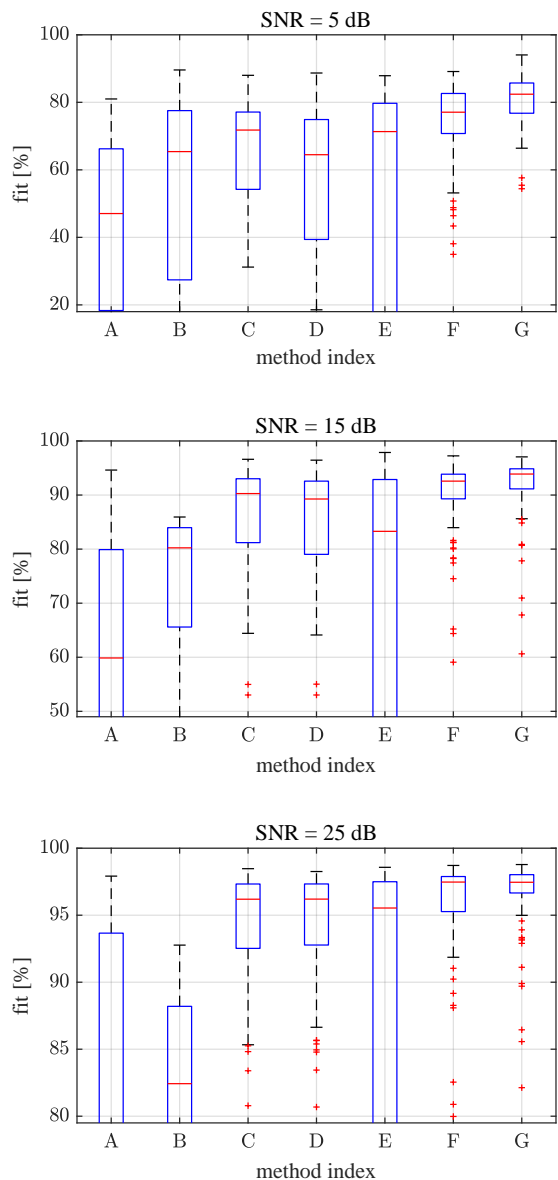 SNR = 5 dB
100
80
60
40
20
fit [%]
A B C D E F G
method index
SNR = 15 dB
100
90
80
70
60
50
fit [%]
A B C D E F G
method index
SNR = 25 dB
100
95
90
85
80
fit [%]
A B C D E F G
method index